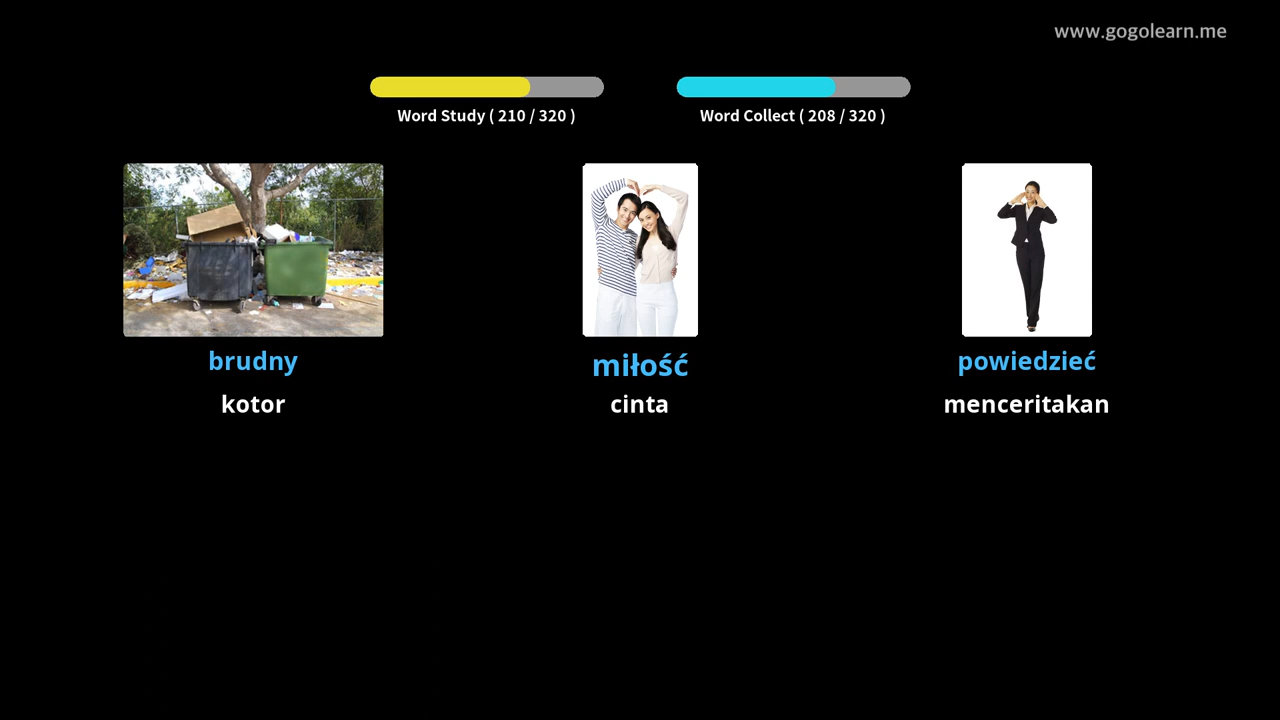 www.gogolearn.me
Word Study ( 210 / 320 )
Word Collect ( 208 / 320 )
brudny
miłość
powiedzieć
kotor
cinta
menceritakan